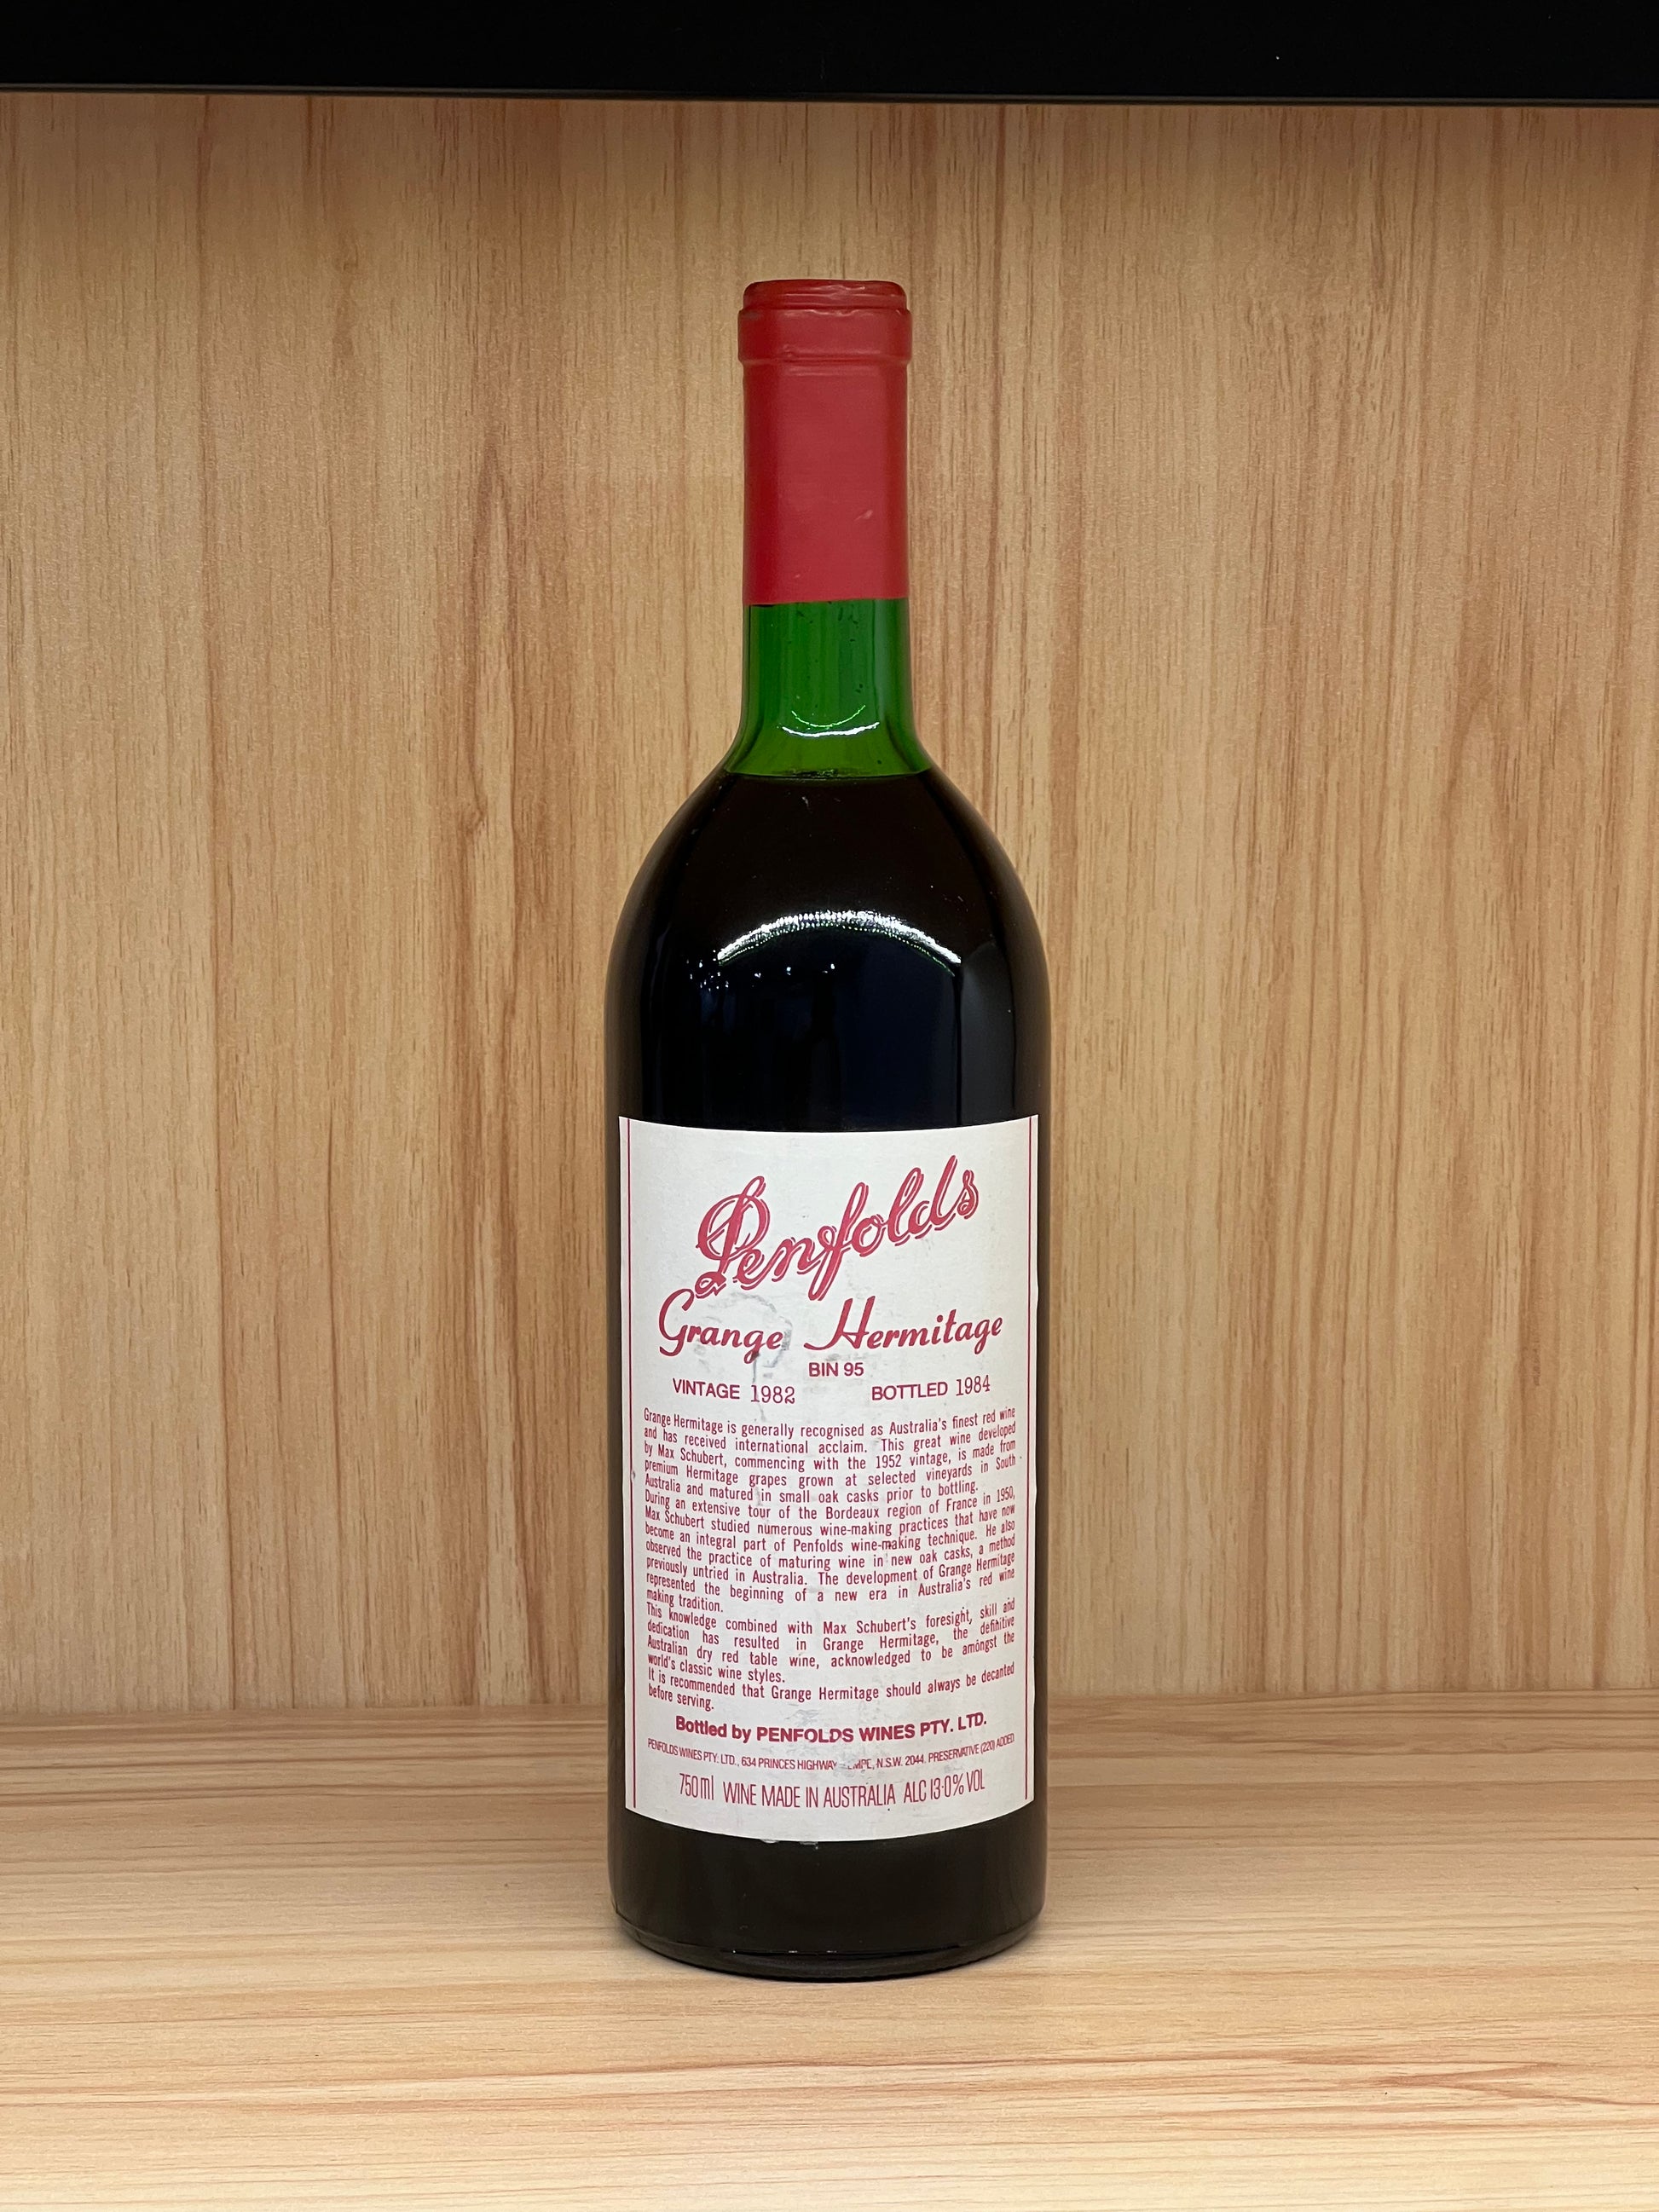 Penfolds
Grange Hermitage
BIN 95
VINTAGE 1982 BOTTLED 1984
Grange Hermitage is generally recognised as Australia's finest red wine
and has received international acclaim. This great wine developed
by Max Schubert, commencing with the 1952 vintage, is made from
premium Hermitage grapes grown at selected vineyards in South
Australia and matured in small oak casks prior to bottling.
During an extensive tour of the Bordeaux region of France in 1950,
Max Schubert studied numerous wine-making practices that have now
become an integral part of Penfolds wine-making technique. He also
observed the practice of maturing wine in new oak casks, a method
previously untried in Australia. The development of Grange Hermitage
represented the beginning of a new era in Australia's red wine
making tradition.
This knowledge combined with Max Schubert's foresight, skill and
dedication has resulted in Grange Hermitage, the definitive
Australian dry red table wine, acknowledged to be amongst the
world's classic wine styles.
It is recommended that Grange Hermitage should always be decanted
before serving.
Bottled by PENFOLDS WINES PTY. LTD.
PENFOLDS WINES PTY. LTD., 634 PRINCES HIGHWAY N.S.W. 2044. PRESERVATIVE (220) ADDED.
750ml WINE MADE IN AUSTRALIA ALC 13·0% VOL